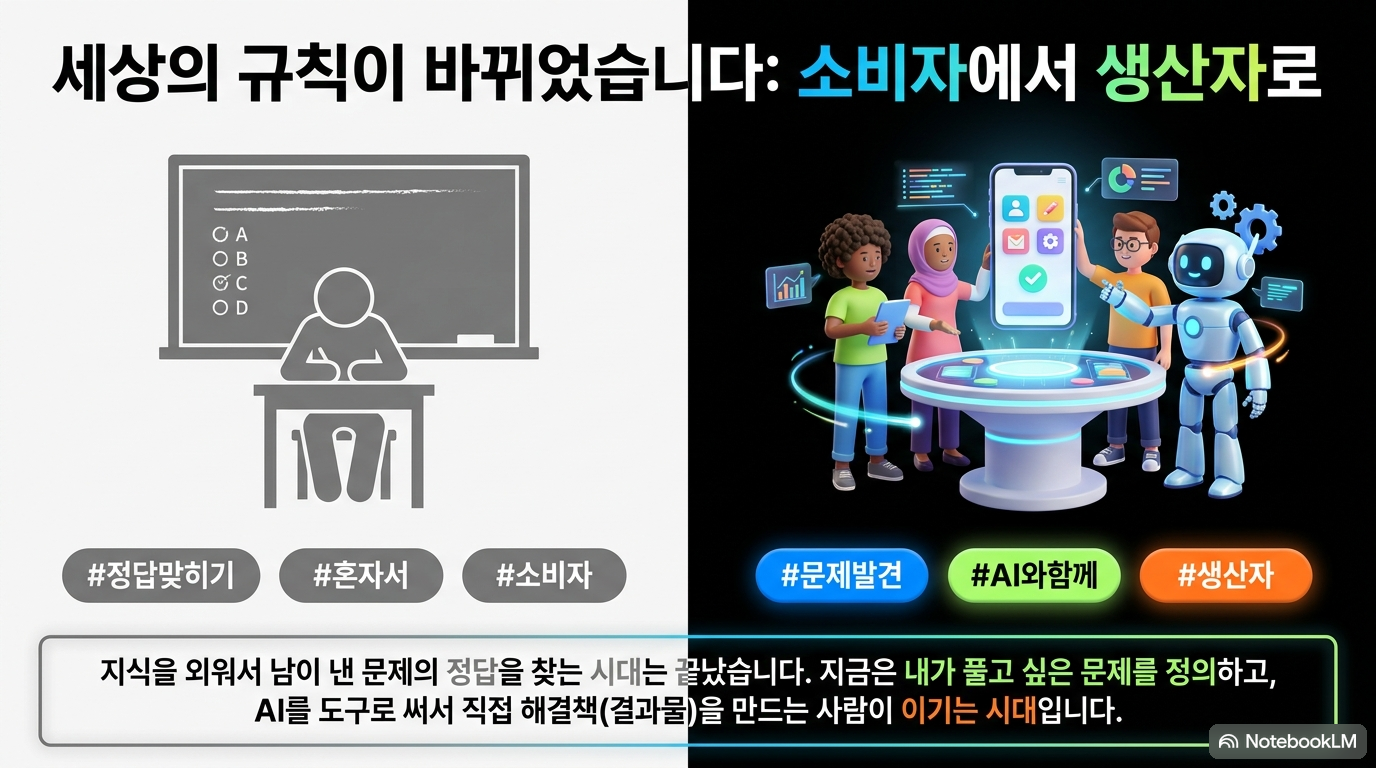 세상의 규칙이 바뀌었습니다: 소비자에서 생산자로
A
B
C
D
#정답맞히기
#혼자서
#소비자
#문제발견
#AI와함께
#생산자
지식을 외워서 남이 낸 문제의 정답을 찾는 시대는 끝났습니다. 지금은 내가 풀고 싶은 문제를 정의하고,
AI를 도구로 써서 직접 해결책(결과물)을 만드는 사람이 이기는 시대입니다.
NotebookLM